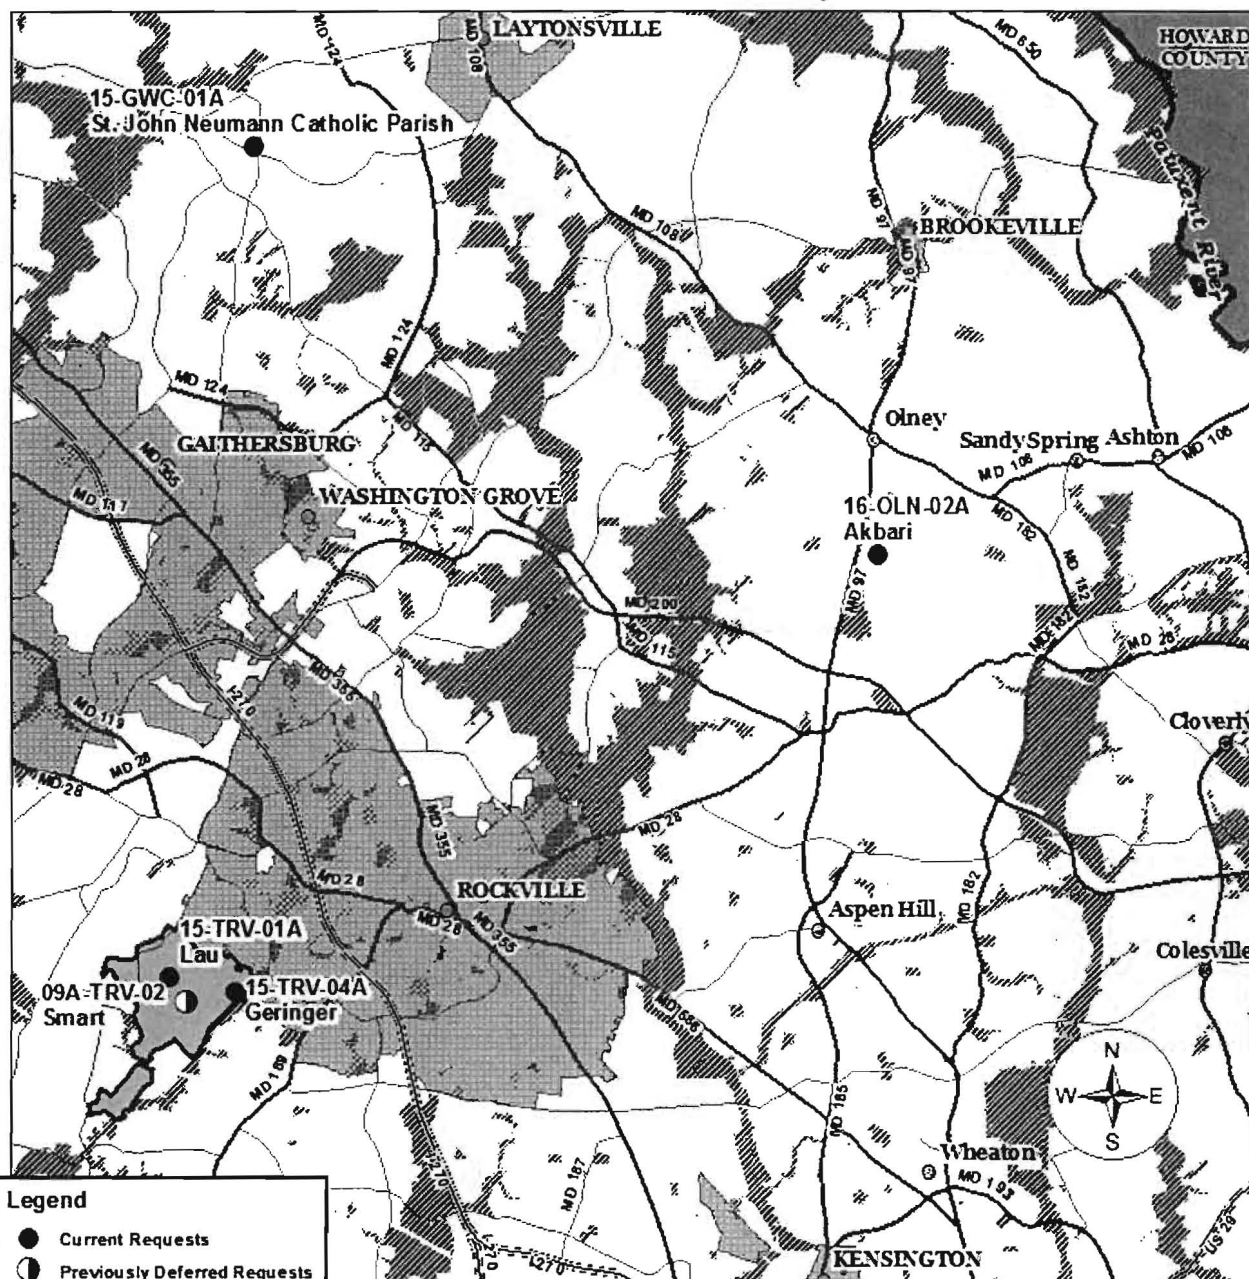 LAYTONSVILLE
MD 124
MD 108
MD 650
HOWARD
COUNTY
15-GWC-01A
St. John Neumann Catholic Parish
Patuxent River
MD 97
BROOKEVILLE
MD 108
MD 97
MD 124
MD 124
MD 115
Olney
Sandy Spring
Ashton
MD 108
MD 108
GAITHERSBURG
MD 355
WASHINGTON GROVE
MD 117
16-OLN-02A
Akbari
MD 182
MD 182
MD 97
MD 200
MD 115
MD 182
MD 28
MD 355
I-270
MD 119
Cloverly
MD 28
MD 28
MD 28
MD 355
MD 28
ROCKVILLE
MD 28
MD 355
MD 182
Aspen Hill
Colesville
15-TRV-01A
Lau
09A-TRV-02
Smart
15-TRV-04A
Geringer
MD 586
MD 189
MD 185
N
W
E
S
Wheaton
MD 193
MD 187
I-270
I-270
I-270
US 29
KENSINGTON
Legend
Current Requests
Previously Deferred Requests